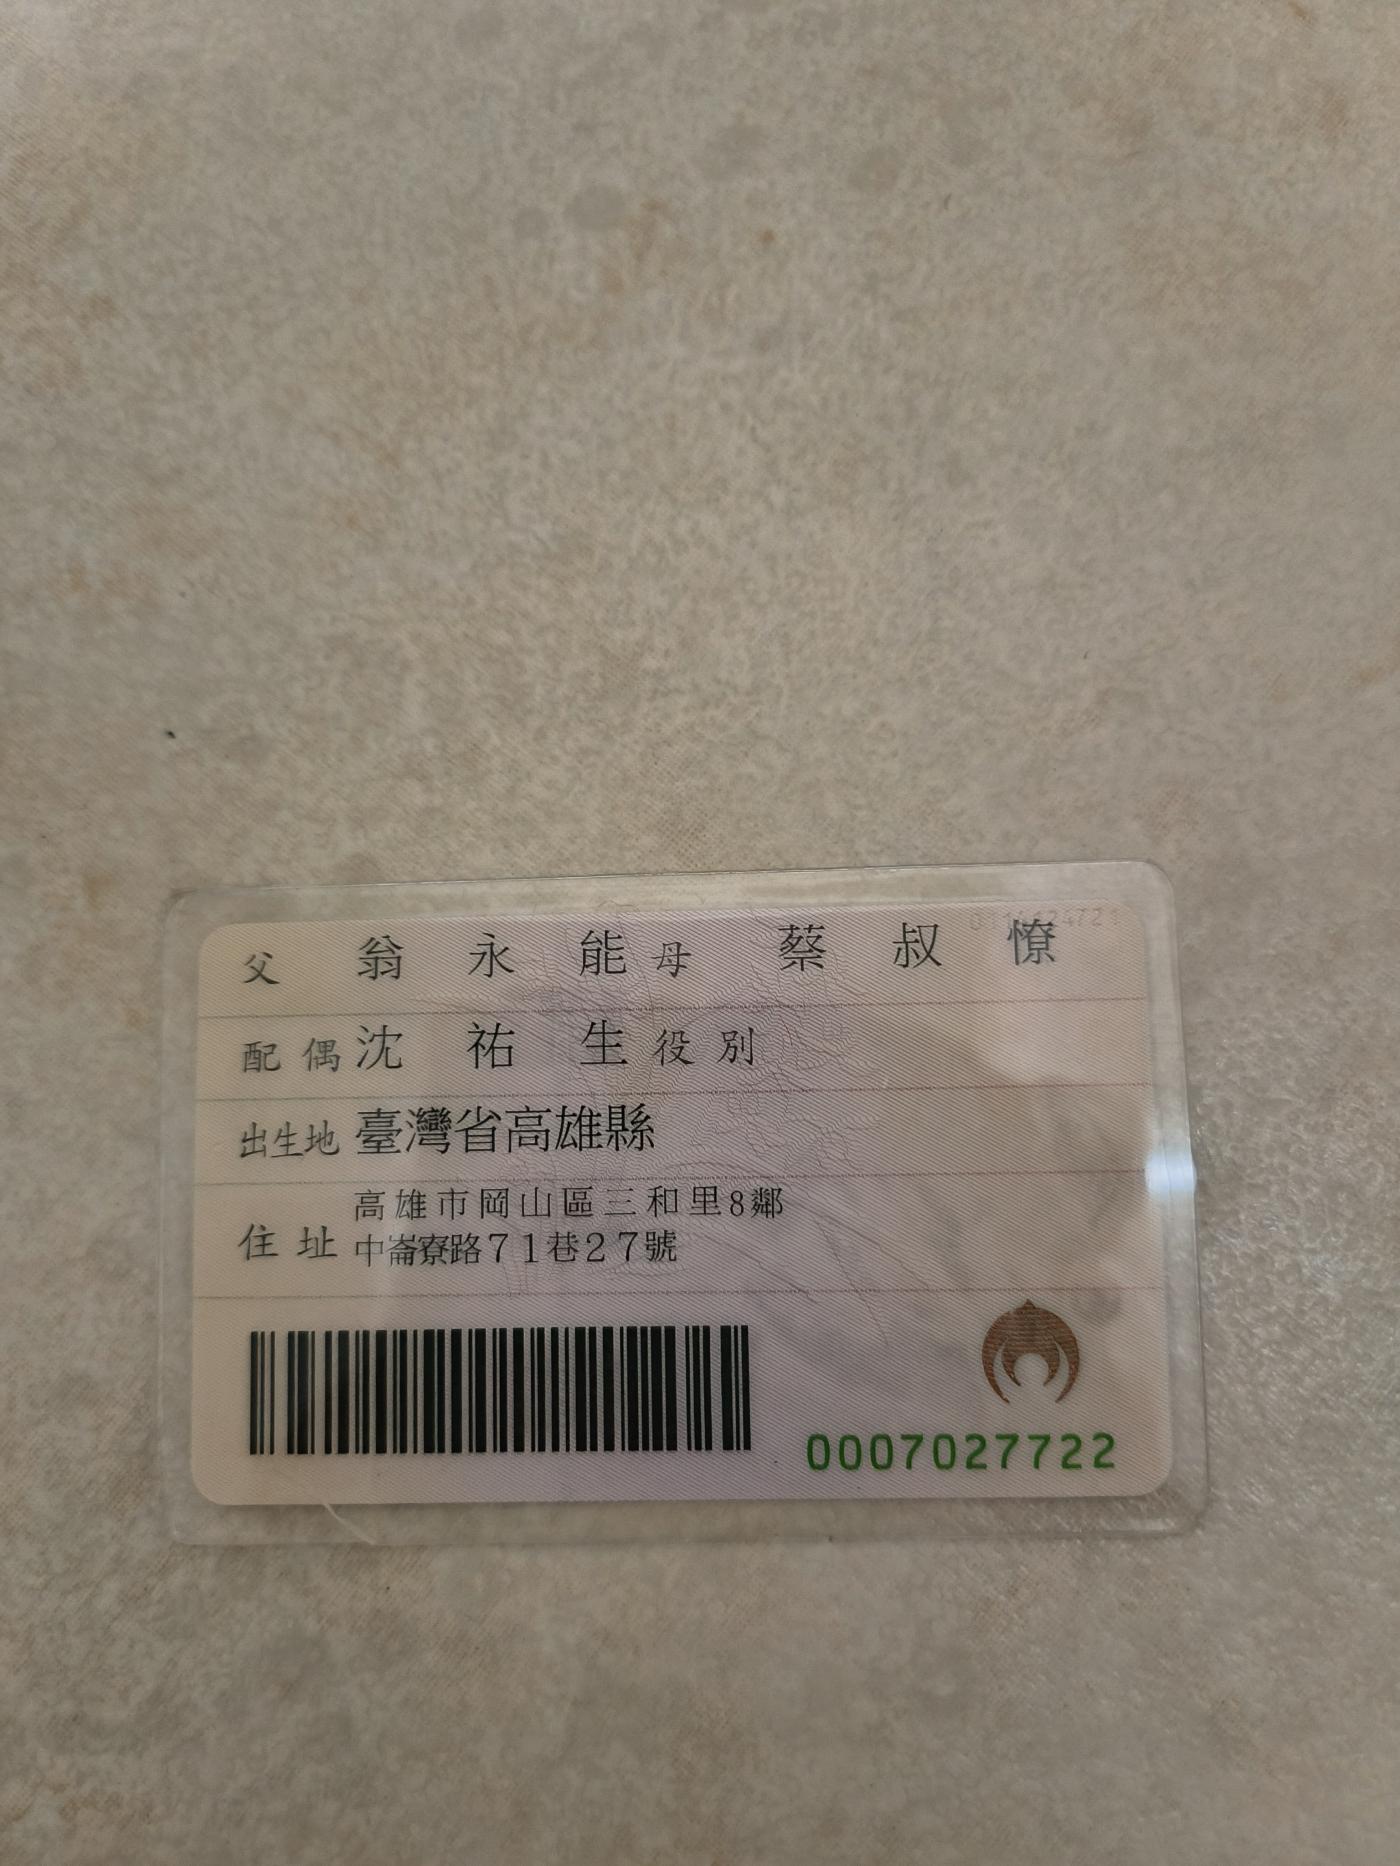 父 翁永能 母 蔡叔憭
配偶 沈祐生 役別
出生地 臺灣省高雄縣
住址 高雄市岡山區三和里8鄰
中崙寮路71巷27號
0007027722